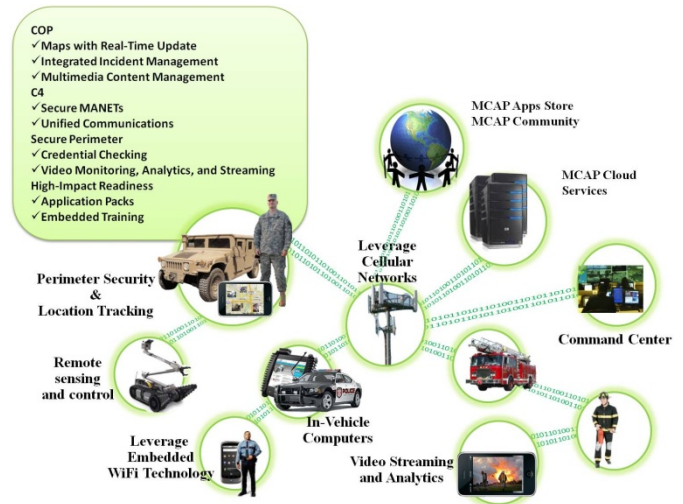 COP
✓Maps with Real-Time Update
✓Integrated Incident Management
✓Multimedia Content Management
C4
✓Secure MANETs
✓Unified Communications
Secure Perimeter
✓Credential Checking
✓Video Monitoring, Analytics, and Streaming
High-Impact Readiness
✓Application Packs
✓Embedded Training
MCAP Apps Store
MCAP Community
MCAP Cloud
Services
Leverage
Cellular
Networks
Perimeter Security
&
Location Tracking
Command Center
Remote
sensing
and control
POLICE
In-Vehicle
Computers
Leverage
Embedded
WiFi Technology
Video Streaming
and Analytics